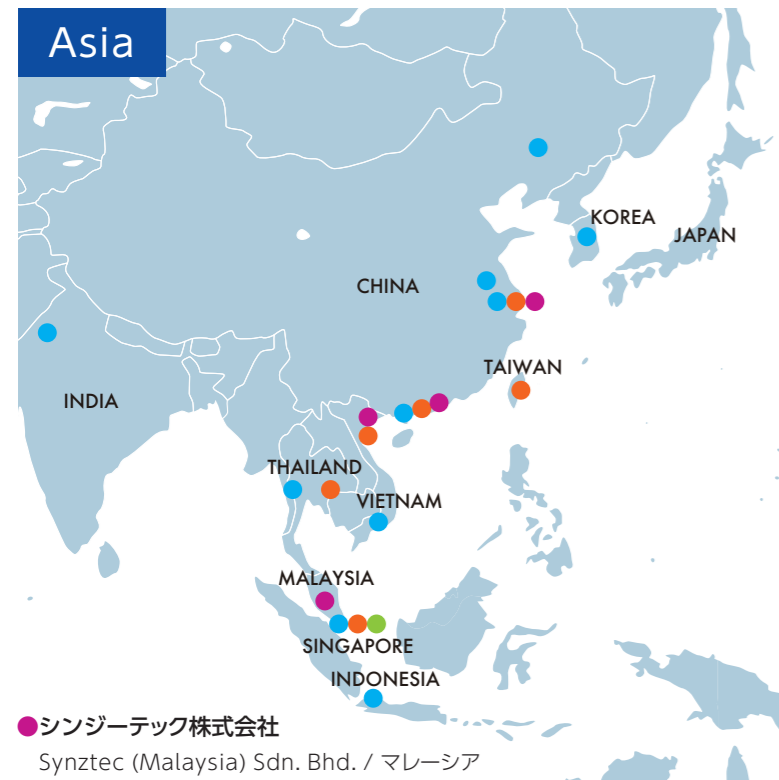 Asia
KOREA
JAPAN
CHINA
TAIWAN
INDIA
THAILAND
VIETNAM
MALAYSIA
SINGAPORE
INDONESIA
シンジーテック株式会社
Synztec (Malaysia) Sdn. Bhd. / マレーシア